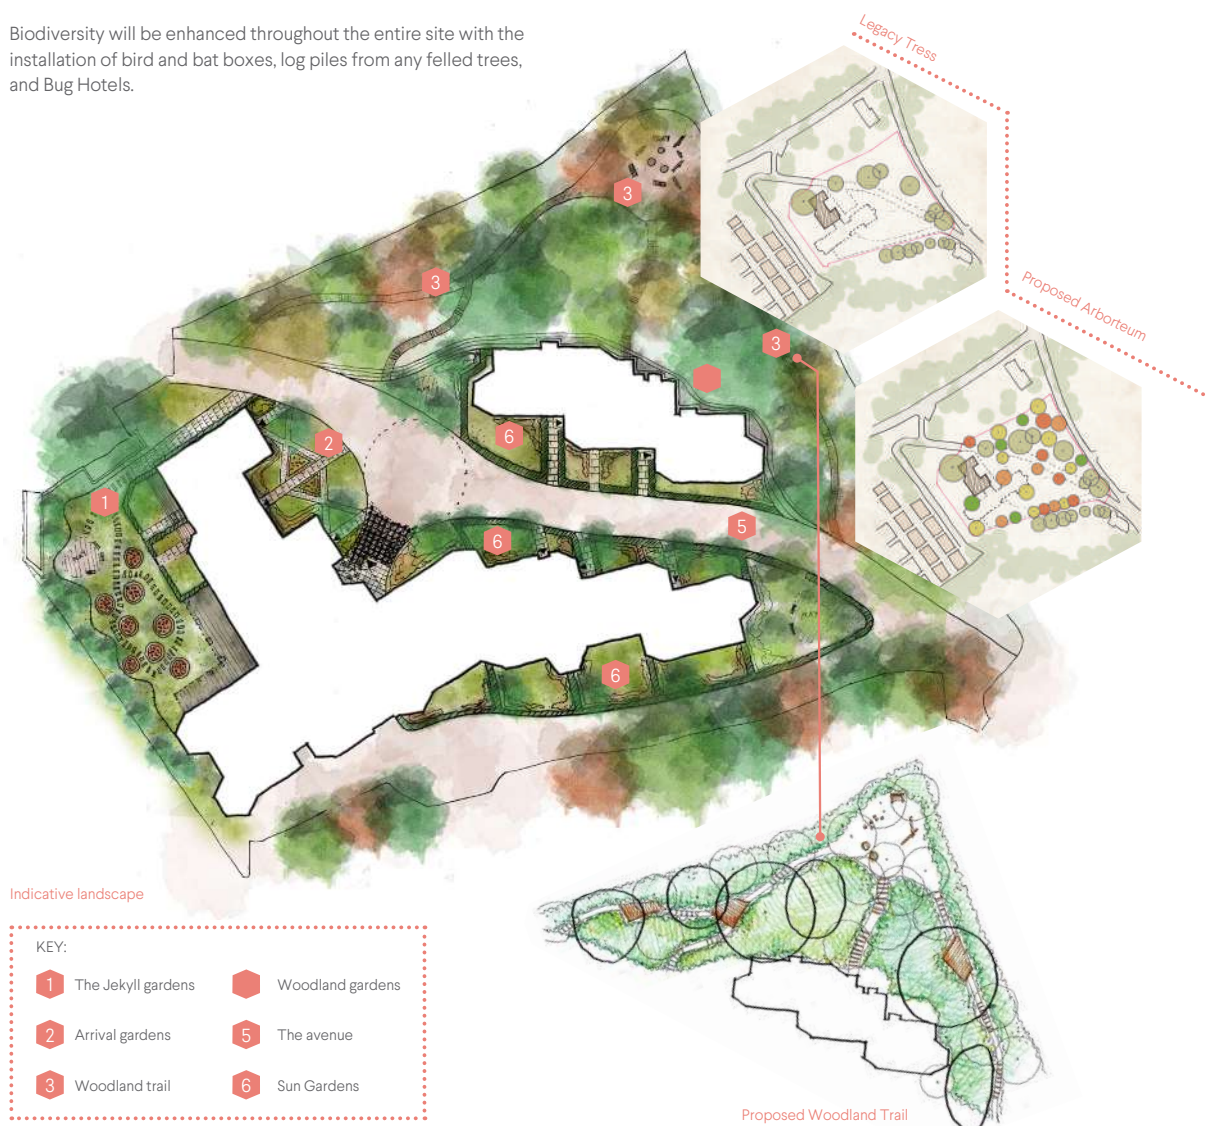 Biodiversity will be enhanced throughout the entire site with the
installation of bird and bat boxes, log piles from any felled trees,
and Bug Hotels.
Legacy Tress
3
3
Proposed Arborteum
3
6
2
1
5
6
6
Indicative landscape
KEY:
1 The Jekyll gardens
Woodland gardens
2 Arrival gardens
5 The avenue
3 Woodland trail
6 Sun Gardens
Proposed Woodland Trail